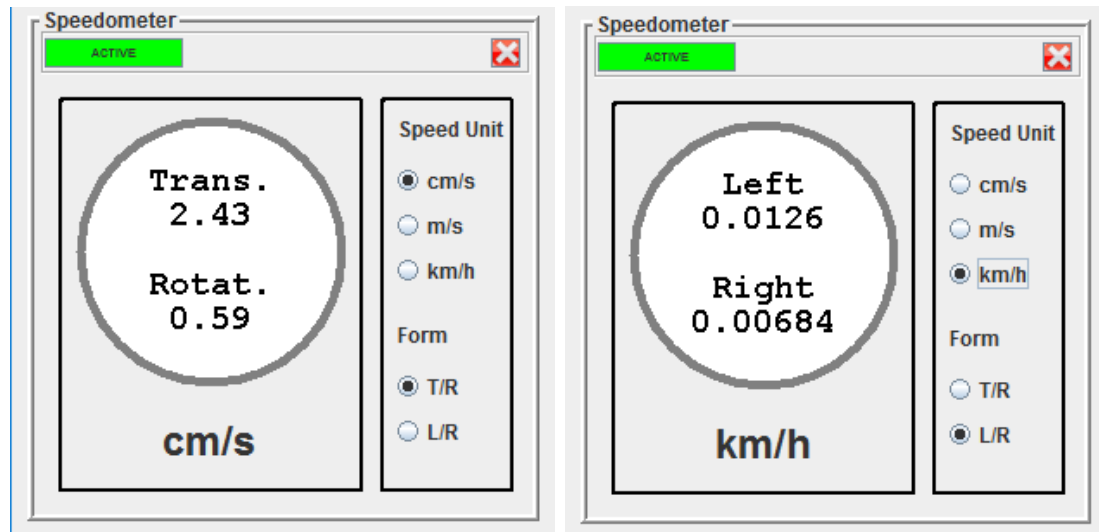 Speedometer
ACTIVE
Trans.
2.43
Rotat.
0.59
cm/s
Speed Unit
cm/s
m/s
km/h
Form
T/R
L/R
Speedometer
ACTIVE
Left
0.0126
Right
0.00684
km/h
Speed Unit
cm/s
m/s
km/h
Form
T/R
L/R